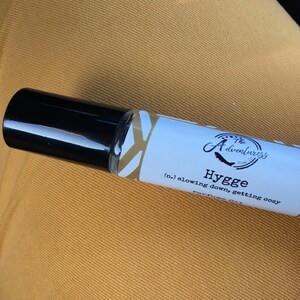 The
Adventuress
Hygge
(n.) slowing down, getting cozy